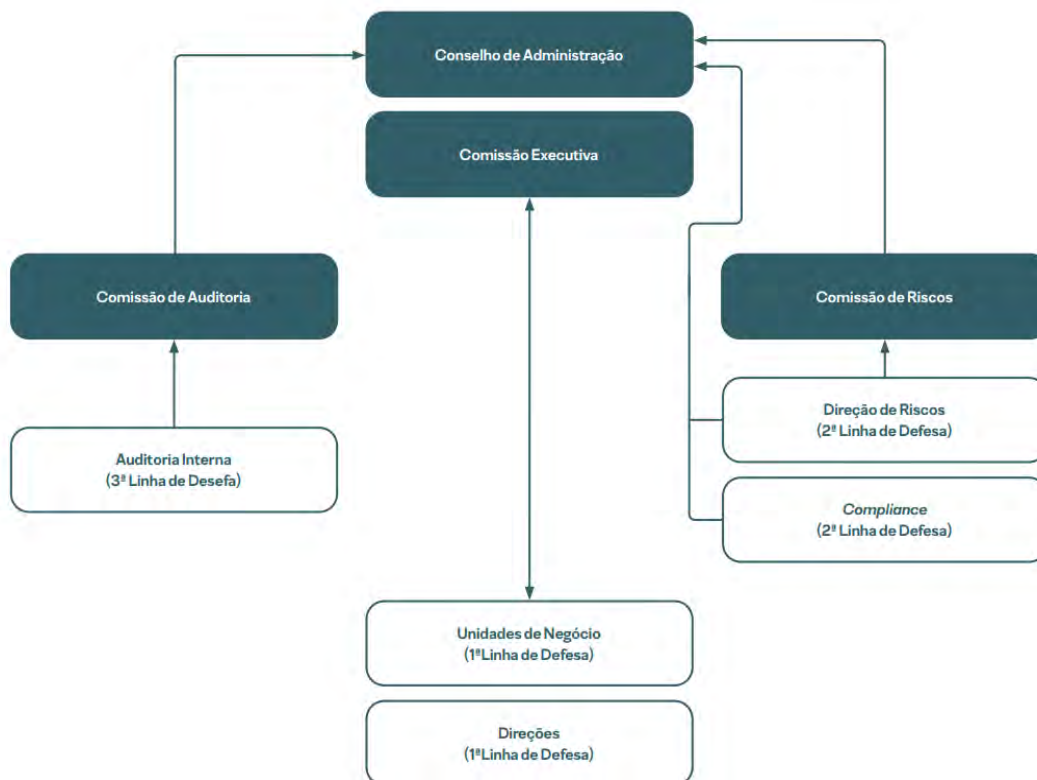 Conselho de Administração
Comissão Executiva
Comissão de Auditoria
Comissão de Riscos
Direção de Riscos
(2ª Linha de Defesa)
Auditoria Interna
(3ª Linha de Desefa)
Compliance
(2ª Linha de Defesa)
Unidades de Negócio
(1ªLinha de Defesa)
Direções
(1ªLinha de Defesa)